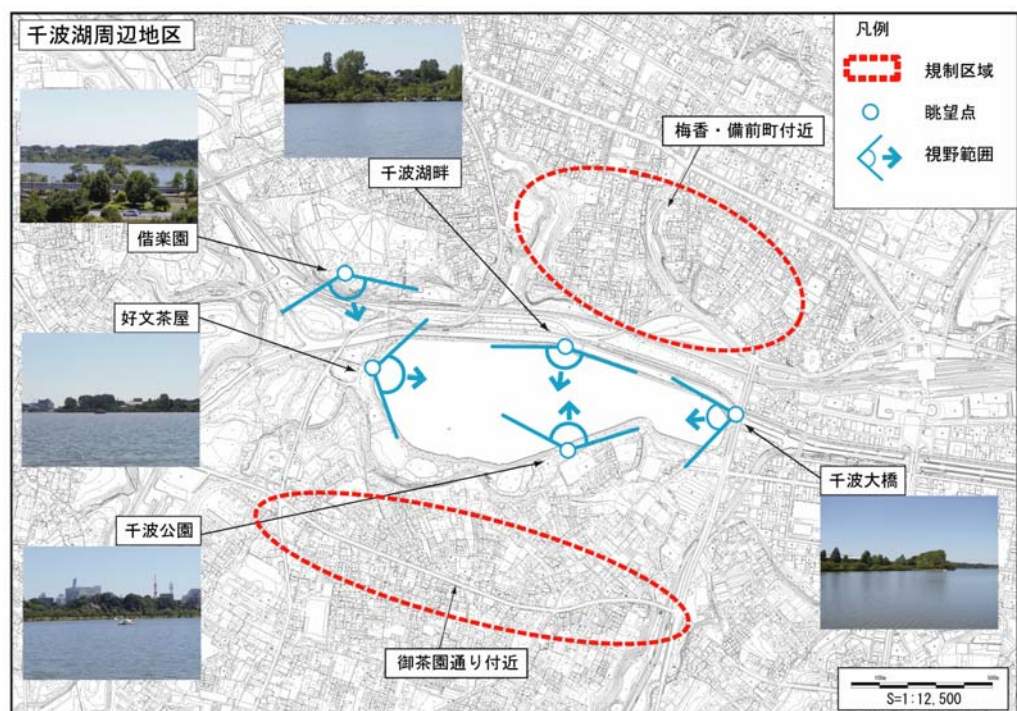 千波湖周辺地区
凡例
規制区域
眺望点
視野範囲
梅香・備前町付近
千波湖畔
偕楽園
好文茶屋
千波大橋
千波公園
御茶園通り付近
S=1:12,500